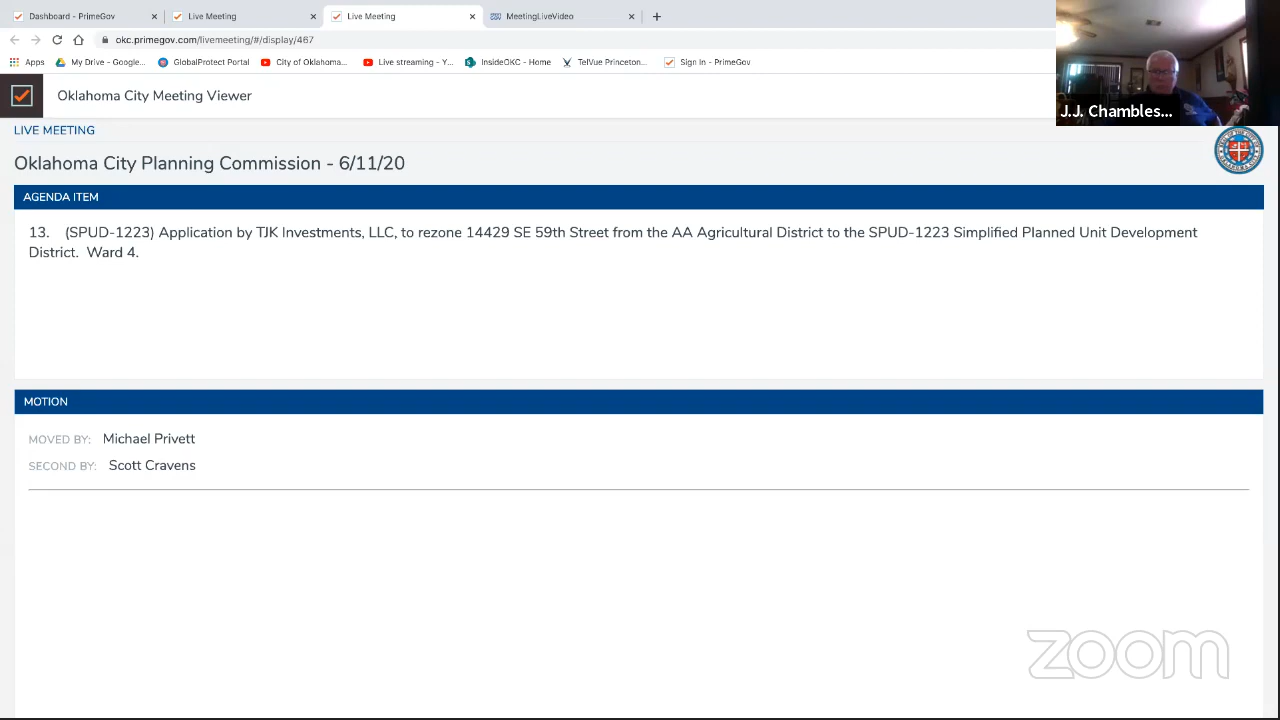 Dashboard - PrimeGov
Live Meeting
Live Meeting
MeetingLiveVideo
okc.primegov.com/livemeeting/#/display/467
Apps
My Drive - Google...
GlobalProtect Portal
City of Oklahoma...
Live streaming - Y...
InsideOKC - Home
TelVue Princeton...
Sign In - PrimeGov
Oklahoma City Meeting Viewer
J.J. Chambles...
LIVE MEETING
Oklahoma City Planning Commission - 6/11/20
AGENDA ITEM
13. (SPUD-1223) Application by TJK Investments, LLC, to rezone 14429 SE 59th Street from the AA Agricultural District to the SPUD-1223 Simplified Planned Unit Development
District. Ward 4.
MOTION
MOVED BY: Michael Privett
SECOND BY: Scott Cravens
zoom